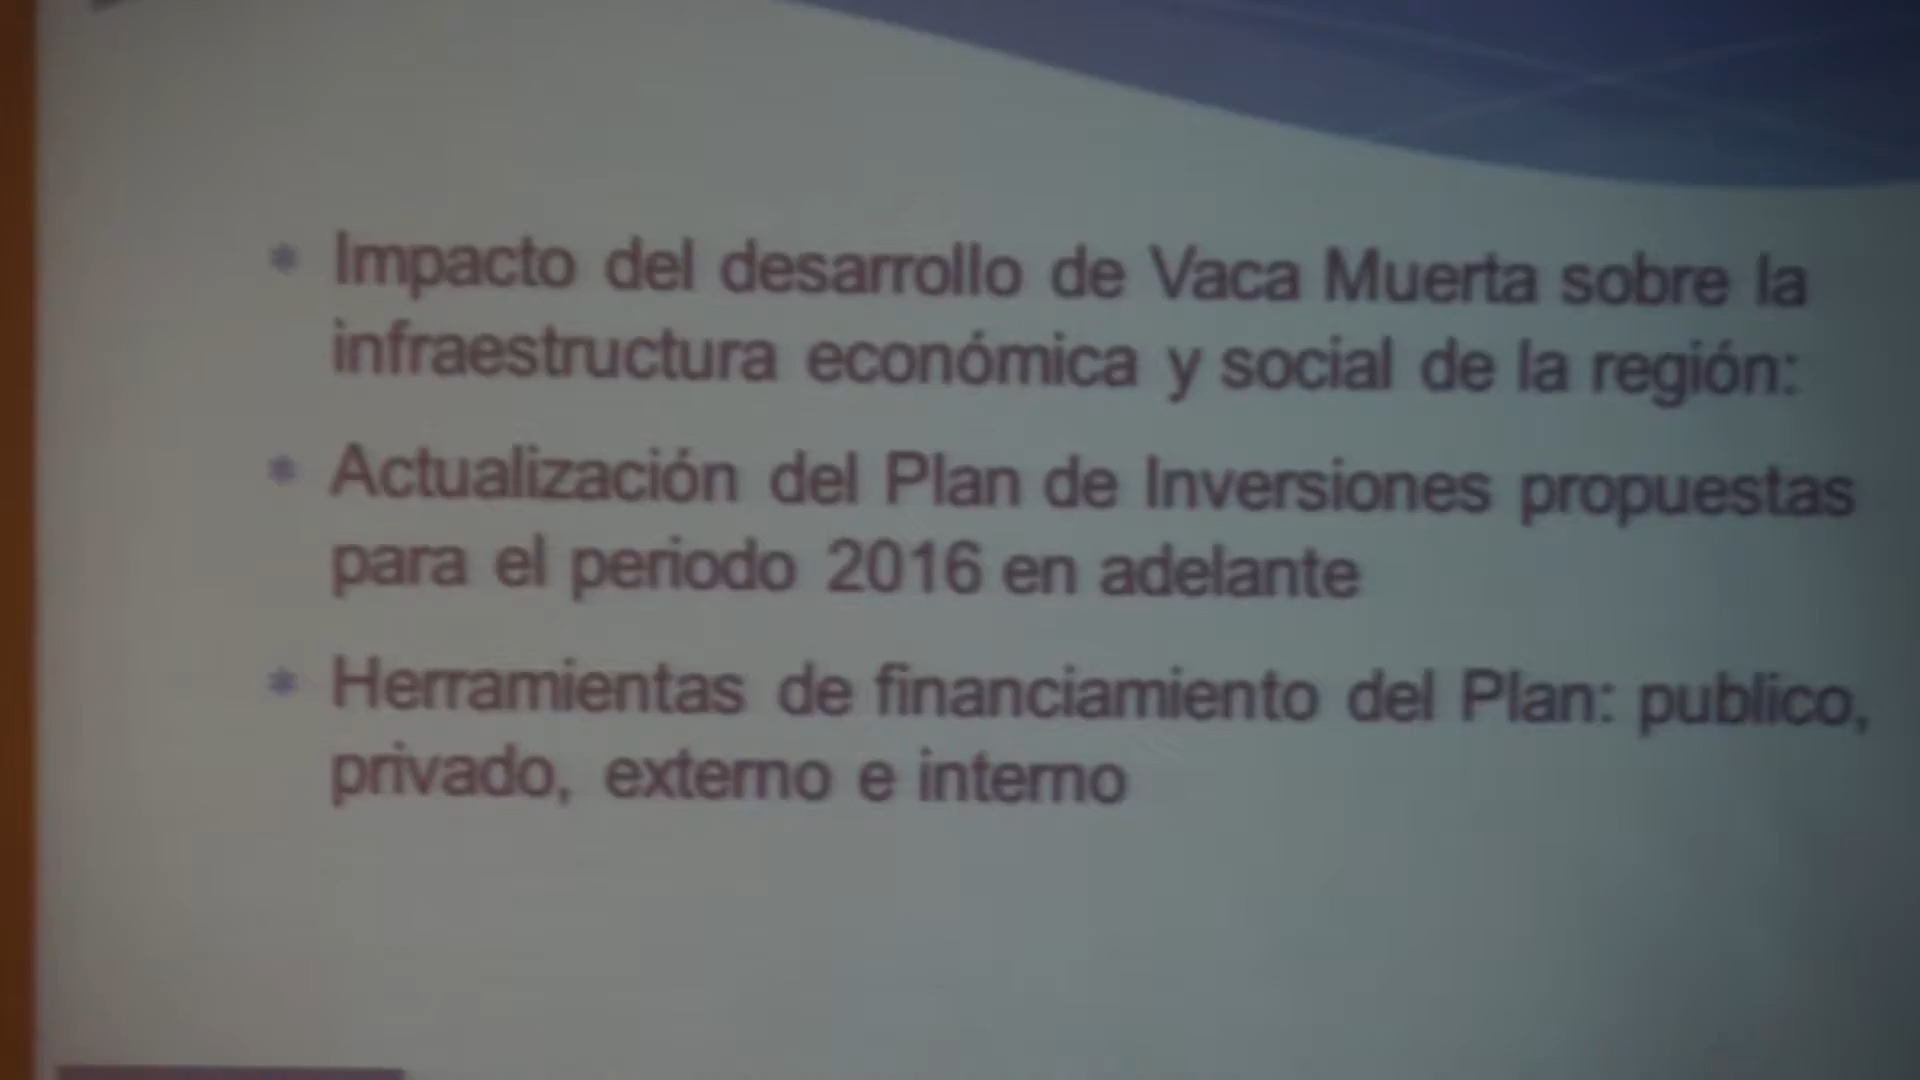 * Impacto del desarrollo de Vaca Muerta sobre la
infraestructura económica y social de la región:
* Actualización del Plan de Inversiones propuestas
para el periodo 2016 en adelante
* Herramientas de financiamiento del Plan: publico,
privado, externo e interno